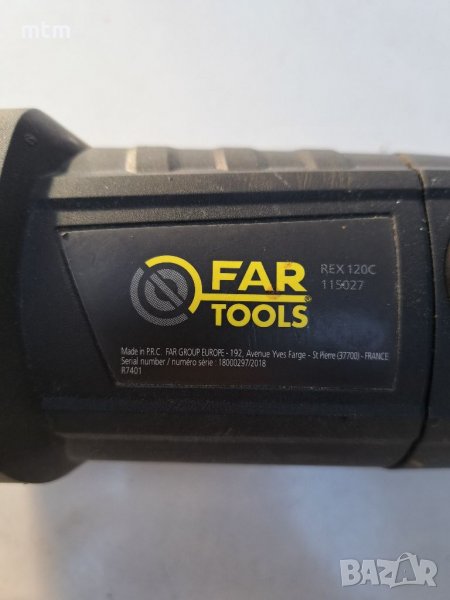 mtm
FAR
TOOLS
REX 120C
115027
Made in P.R.C. FAR GROUP EUROPE - 192, Avenue Yves Farge - St Pierre (37700) - FRANCE
Serial number / numéro série : 18000297/2018
R7401
BAZAR